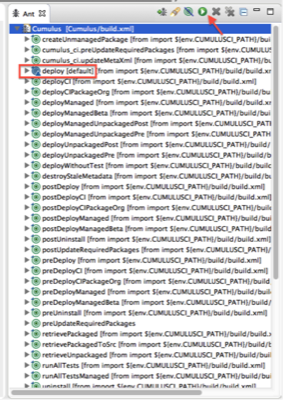 Ant
Cumulus [Cumulus/build.xml]
createUnmanagedPackage [from import ${env.CUMULUSCI_PATH}/build
cumulus_ci.preUpdateRequiredPackages [from import ${env.CUMULUS
cumulus_ci.updateMetaXml [from import ${env.CUMULUSCI_PATH}/buil
deploy [default] [from import ${env.CUMULUSCI_PATH}/build/build.xml]
deployCI [from import ${env.CUMULUSCI_PATH}/build/build.xml]
deployCIPackageOrg [from import ${env.CUMULUSCI_PATH}/build/build
deployManaged [from import ${env.CUMULUSCI_PATH}/build/build.xml]
deployManagedBeta [from import ${env.CUMULUSCI_PATH}/build/build.
deployManagedUnpackagedPost [from import ${env.CUMULUSCI_PATH}/
deployManagedUnpackagedPre [from import ${env.CUMULUSCI_PATH}/b
deployUnpackagedPost [from import ${env.CUMULUSCI_PATH}/build/bu
deployUnpackagedPre [from import ${env.CUMULUSCI_PATH}/build/buil
deployWithoutTest [from import ${env.CUMULUSCI_PATH}/build/build.x
destroyStaleMetadata [from import ${env.CUMULUSCI_PATH}/build/buil
postDeploy [from import ${env.CUMULUSCI_PATH}/build/build.xml]
postDeployCI [from import ${env.CUMULUSCI_PATH}/build/build.xml]
postDeployCIPackageOrg [from import ${env.CUMULUSCI_PATH}/build/
postDeployManaged [from import ${env.CUMULUSCI_PATH}/build/build.
postDeployManagedBeta [from import ${env.CUMULUSCI_PATH}/build/b
postUninstall [from import ${env.CUMULUSCI_PATH}/build/build.xml]
postUpdateRequiredPackages [from import ${env.CUMULUSCI_PATH}/bu
preDeploy [from import ${env.CUMULUSCI_PATH}/build/build.xml]
preDeployCI [from import ${env.CUMULUSCI_PATH}/build/build.xml]
preDeployCIPackageOrg [from import ${env.CUMULUSCI_PATH}/build/b
preDeployManaged [from import ${env.CUMULUSCI_PATH}/build/build.x
preDeployManagedBeta [from import ${env.CUMULUSCI_PATH}/build/bu
preUninstall [from import ${env.CUMULUSCI_PATH}/build/build.xml]
preUpdateRequiredPackages
retrievePackaged [from import ${env.CUMULUSCI_PATH}/build/build.xm
retrievePackagedToSrc [from import ${env.CUMULUSCI_PATH}/build/bu
retrieveUnpackaged [from import ${env.CUMULUSCI_PATH}/build/build.
runAllTests [from import ${env.CUMULUSCI_PATH}/build/build.xml]
runAllTestsManaged [from import ${env.CUMULUSCI_PATH}/build/build
uninstall [from import ${env.CUMULUSCI_PATH}/build/build.xml]